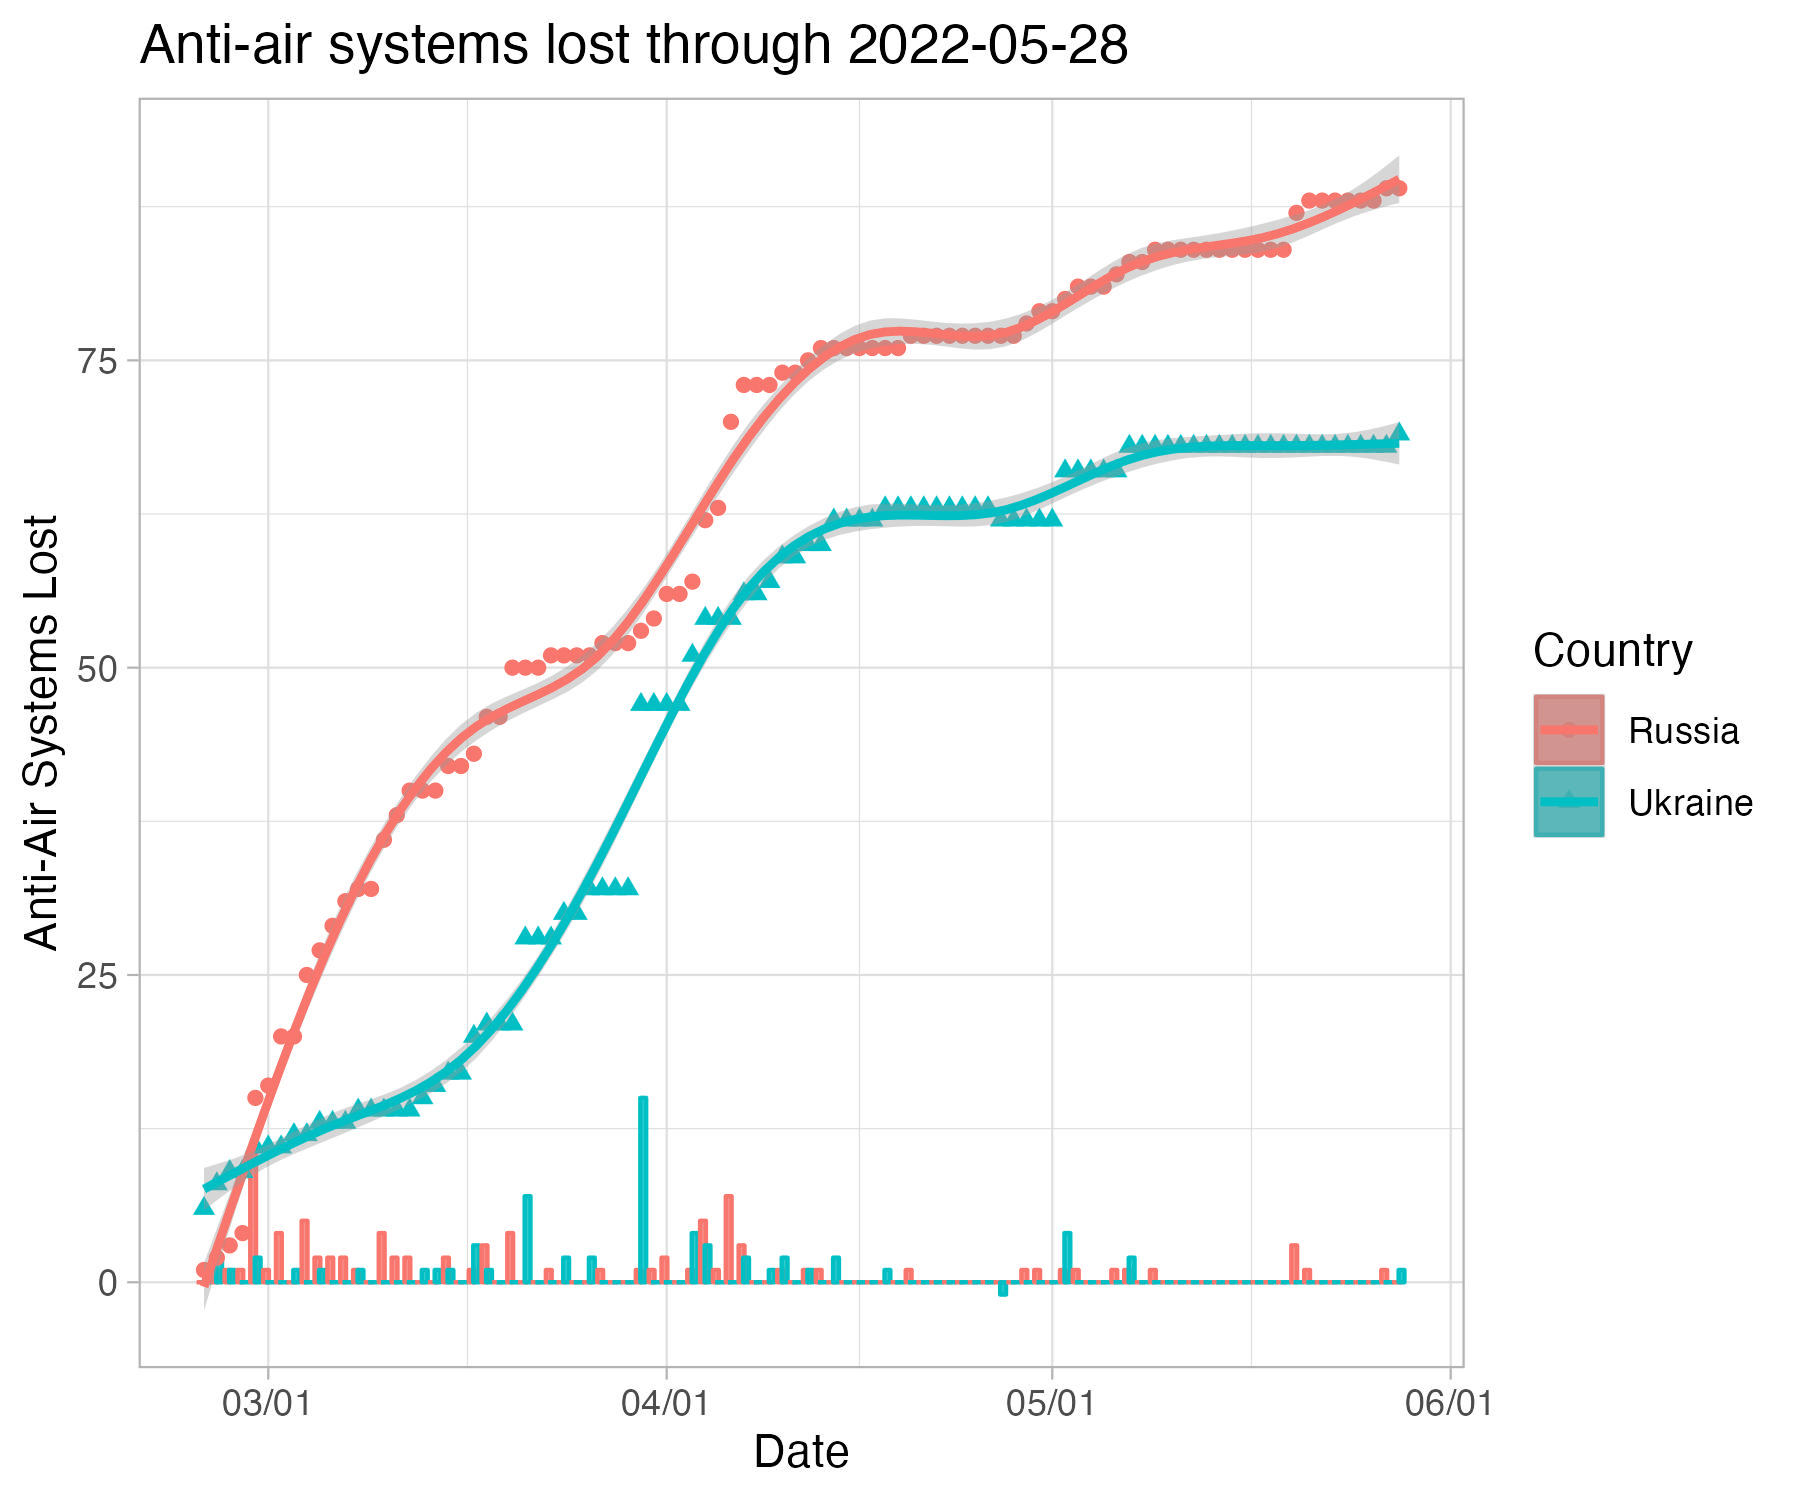 Anti-air systems lost through 2022-05-28
Anti-Air Systems Lost
75
50
25
0
03/01
04/01
05/01
06/01
Date
Country
Russia
Ukraine